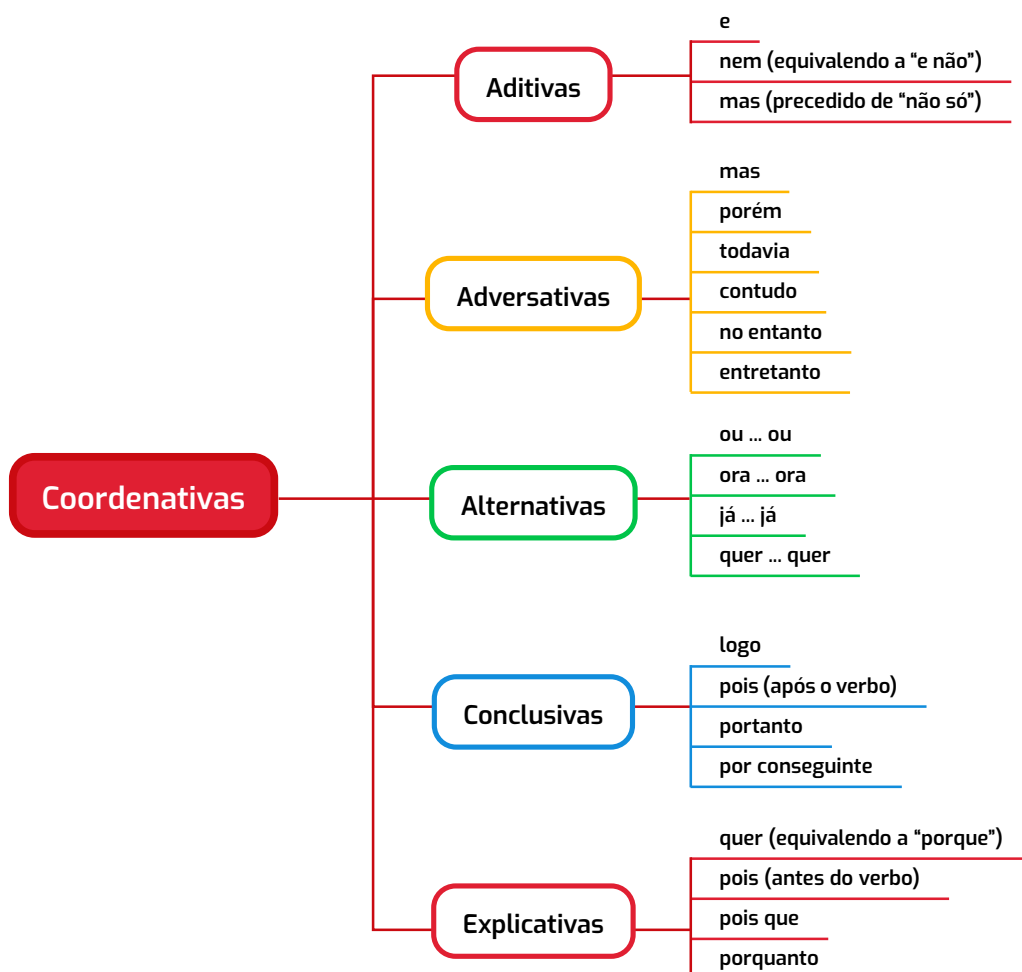 Coordenativas
Aditivas
e
nem (equivalendo a “e não”)
mas (precedido de “não só”)
Adversativas
mas
porém
todavia
contudo
no entanto
entretanto
Alternativas
ou ... ou
ora ... ora
já ... já
quer ... quer
Conclusivas
logo
pois (após o verbo)
portanto
por conseguinte
Explicativas
quer (equivalendo a “porque”)
pois (antes do verbo)
pois que
porquanto